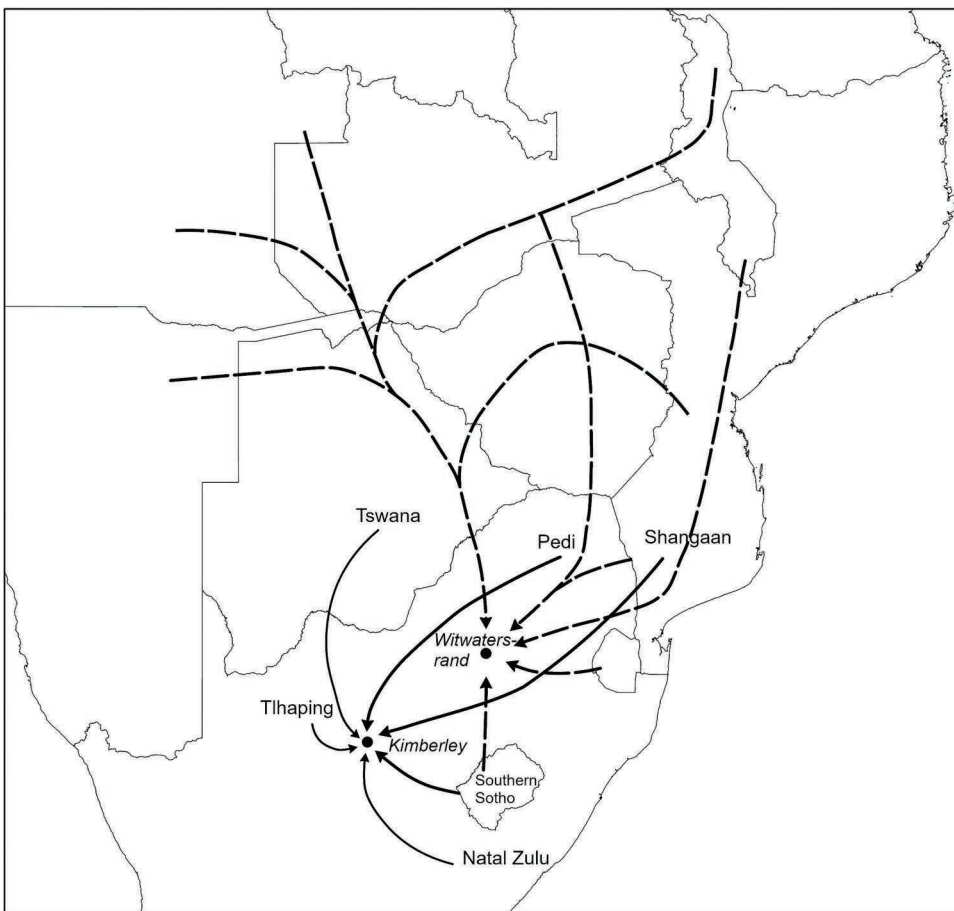 Tswana
Pedi
Shangaan
Witwaters-
rand
Tlhaping
Kimberley
Southern
Sotho
Natal Zulu